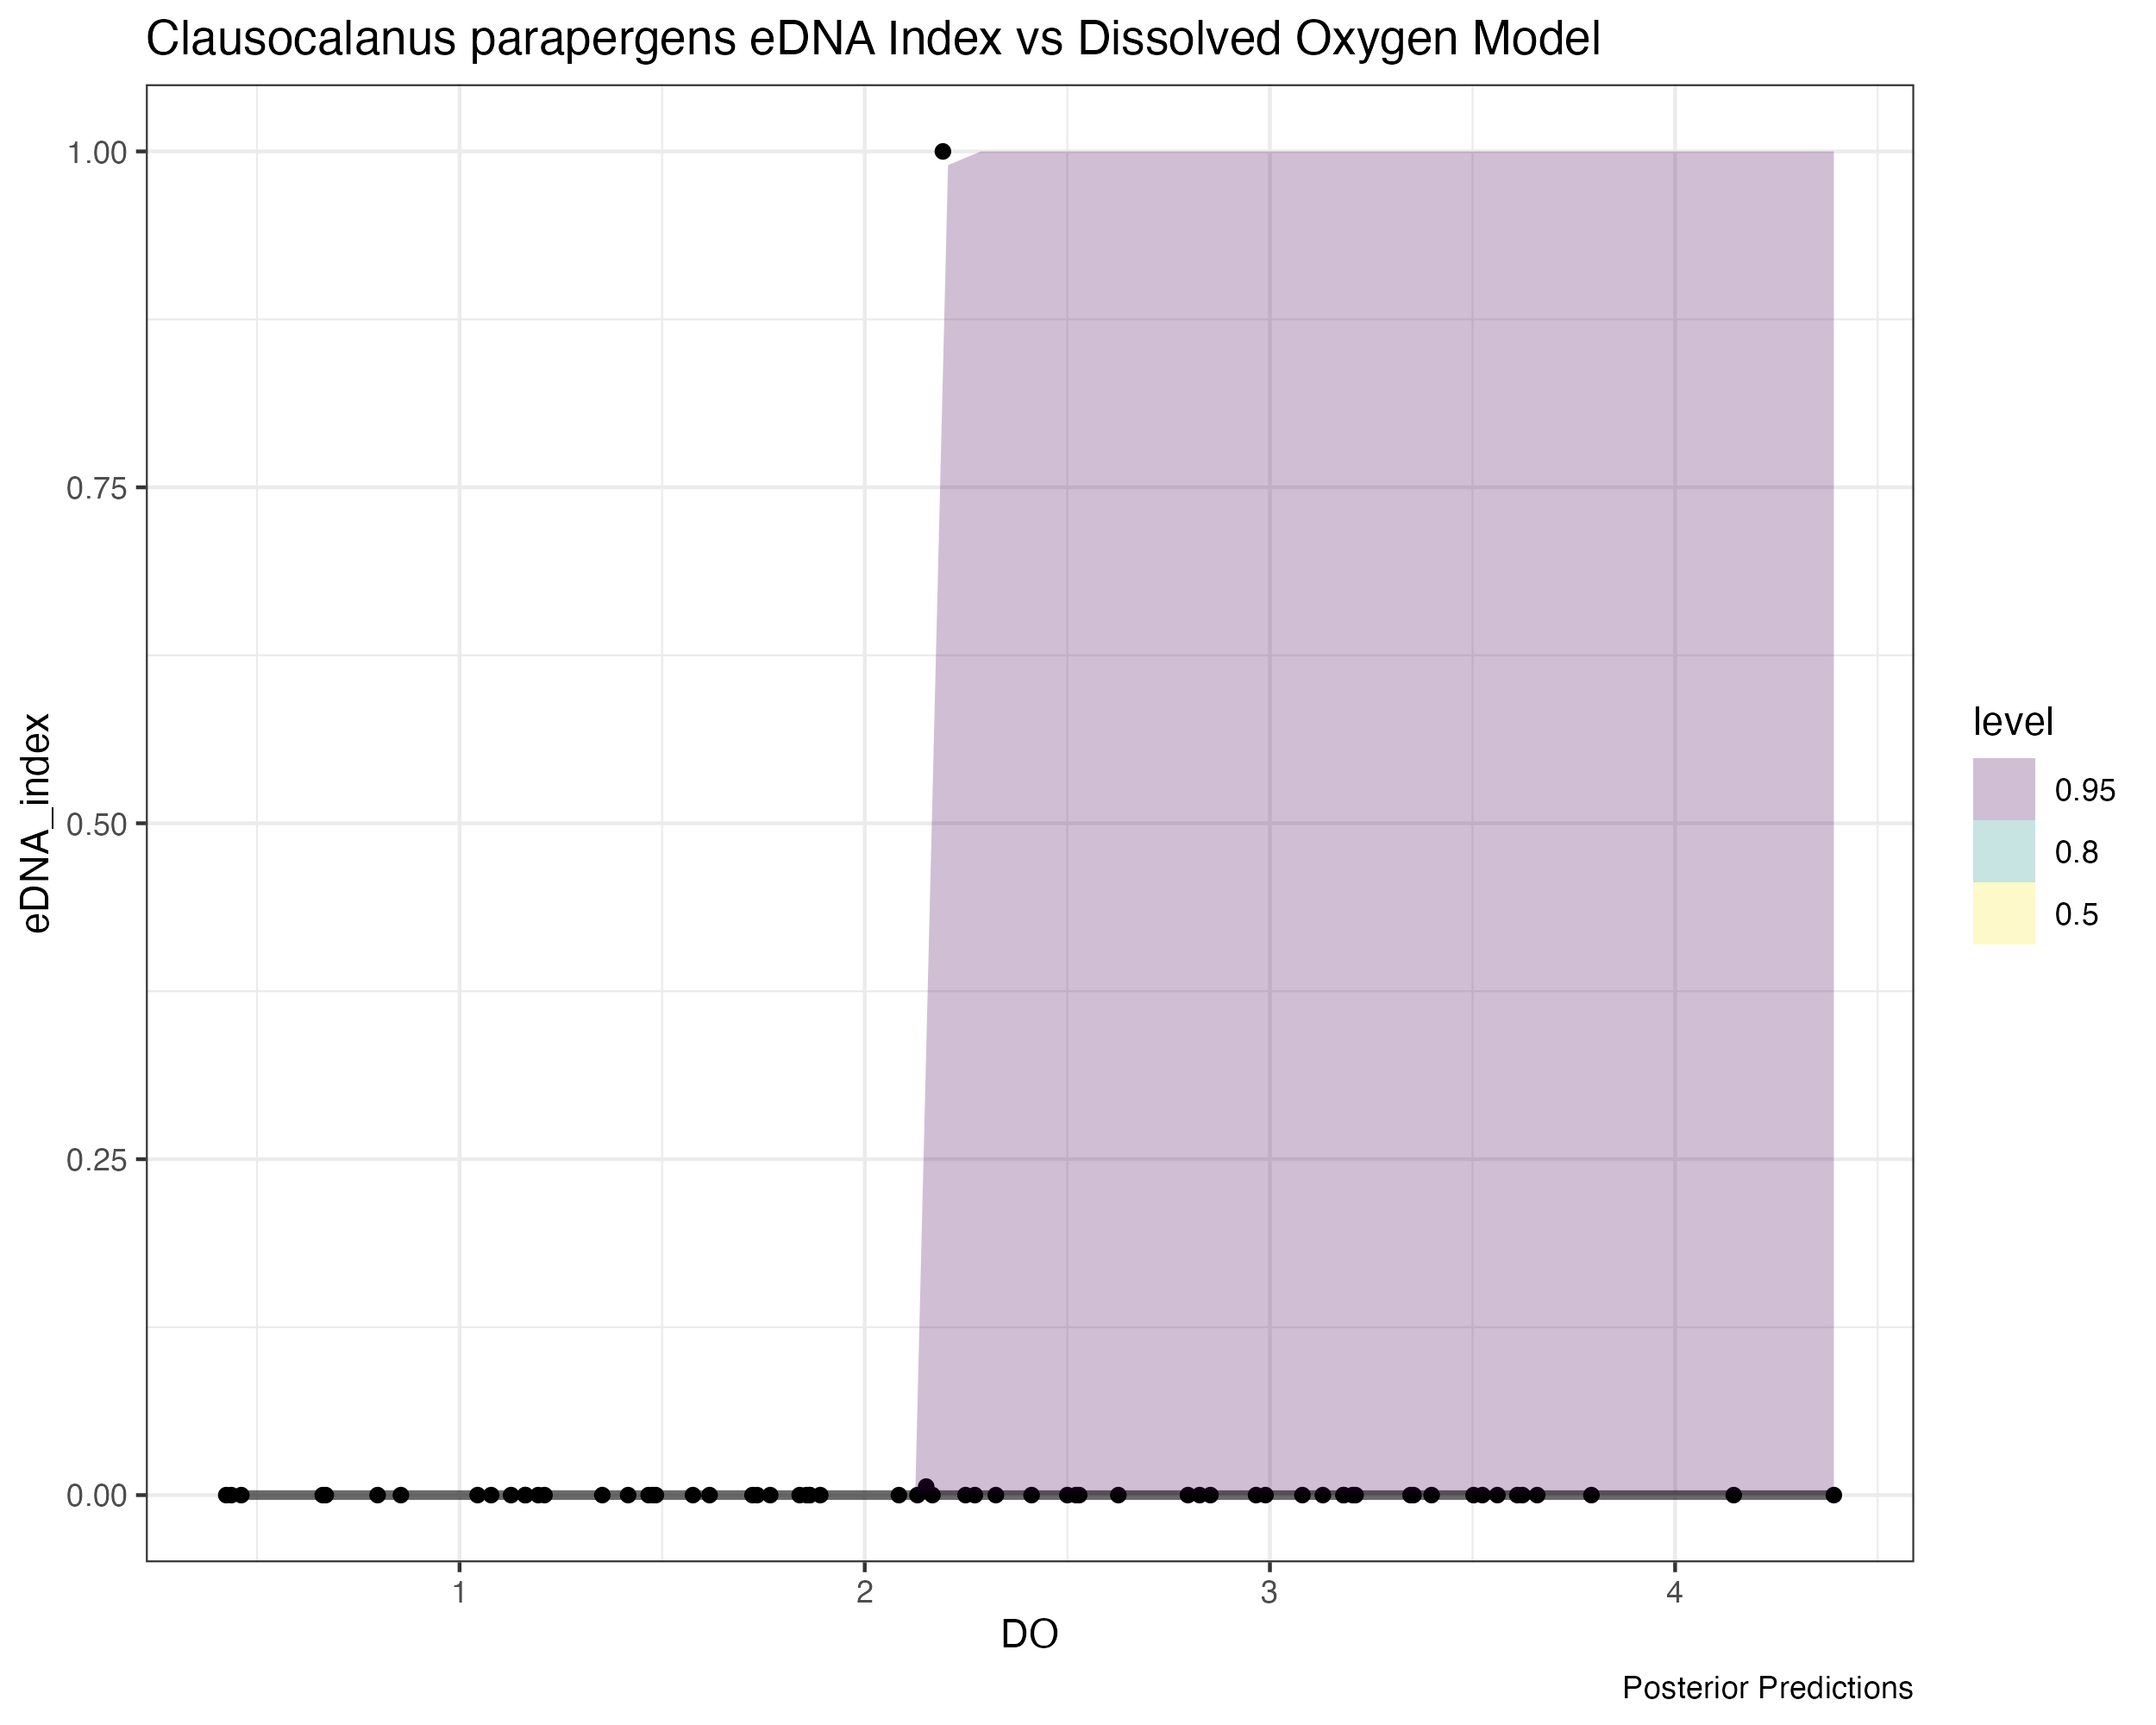 Clausocalanus parapergens eDNA Index vs Dissolved Oxygen Model
1.00
0.75
0.50
0.25
0.00
eDNA_index
1 2 3 4
DO
level
0.95
0.8
0.5
Posterior Predictions